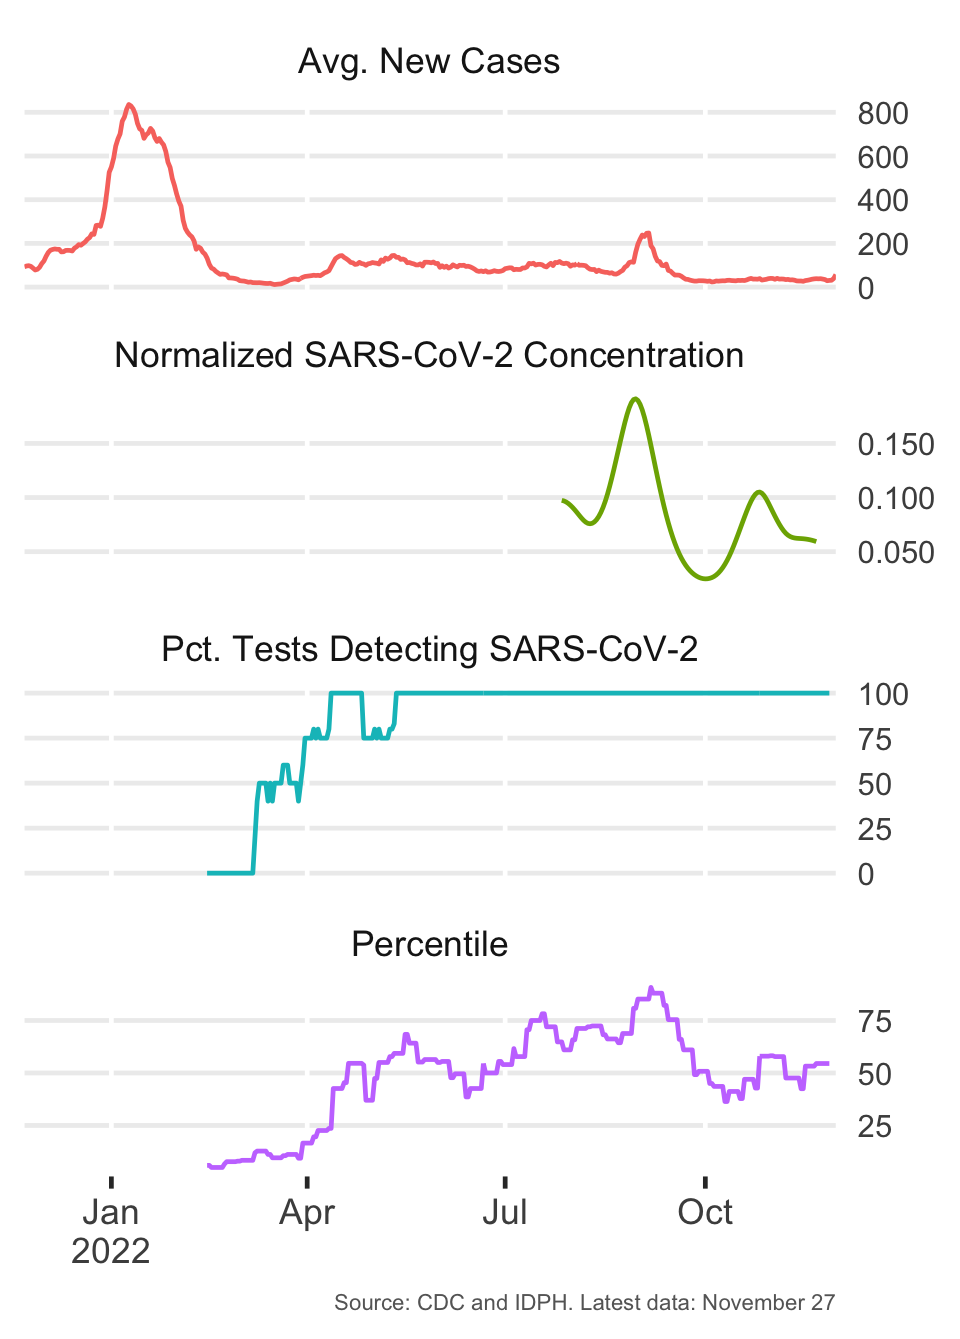 Avg. New Cases
800
600
400
200
0
Normalized SARS-CoV-2 Concentration
0.150
0.100
0.050
Pct. Tests Detecting SARS-CoV-2
100
75
50
25
0
Percentile
75
50
25
Jan Apr Jul Oct
2022
Source: CDC and IDPH. Latest data: November 27